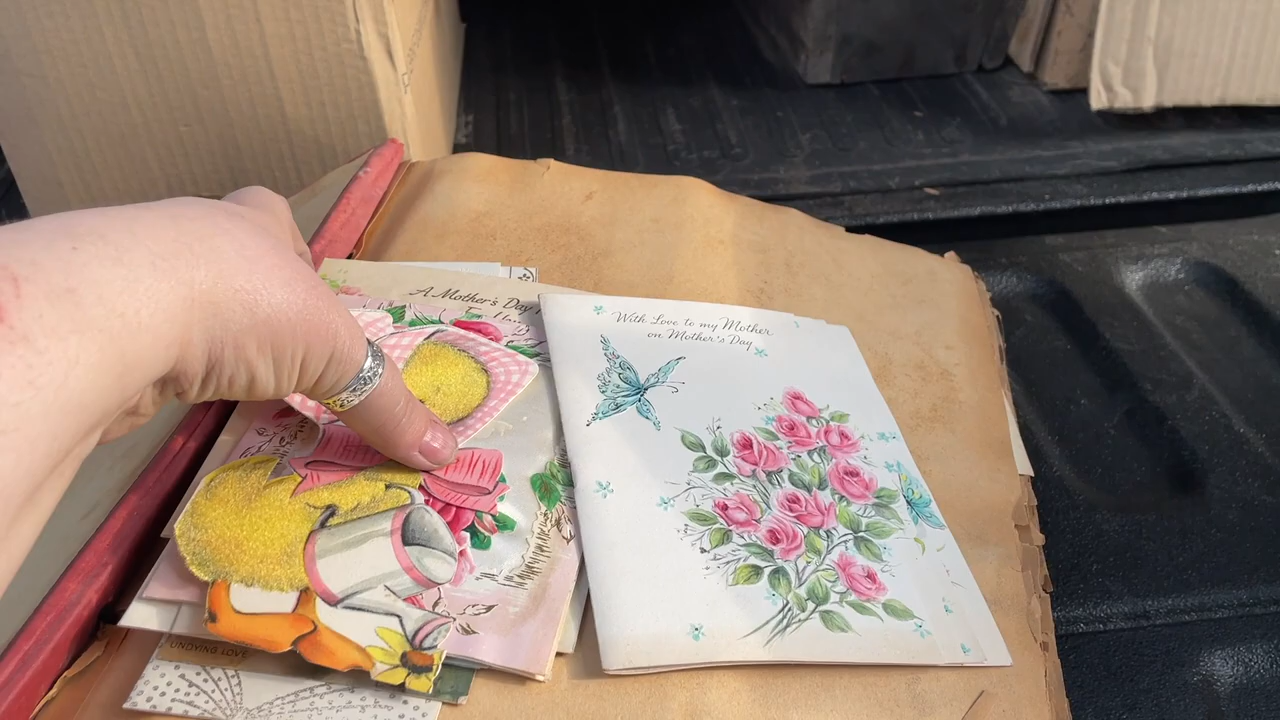 A Mother's Day
With Love to my Mother
on Mother's Day
UNDYING LOVE